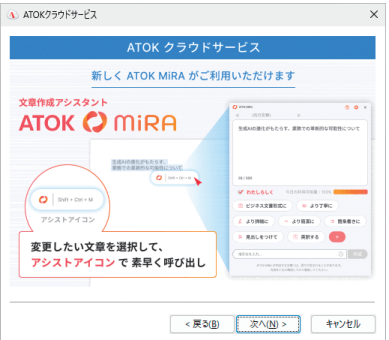 ATOKクラウドサービス
ATOK クラウドサービス
新しく ATOK MiRA がご利用いただけます
文章作成アシスタント
ATOK MiRA
生成AIの進化がもたらす、
業務での革新的な可能性について
Shift + Ctrl + M
Shift + Ctrl + M
アシストアイコン
変更したい文章を選択して、
アシストアイコン で 素早く呼び出し
ATOK MiRA
生成AIの進化がもたらす、業務での革新的な可能性について
わたしらしく
ビジネス文書形式に
より丁寧に
より詳細に
より簡潔に
箇条書きに
見出しをつけて
英訳する
< 戻る(B)
次へ(N) >
キャンセル